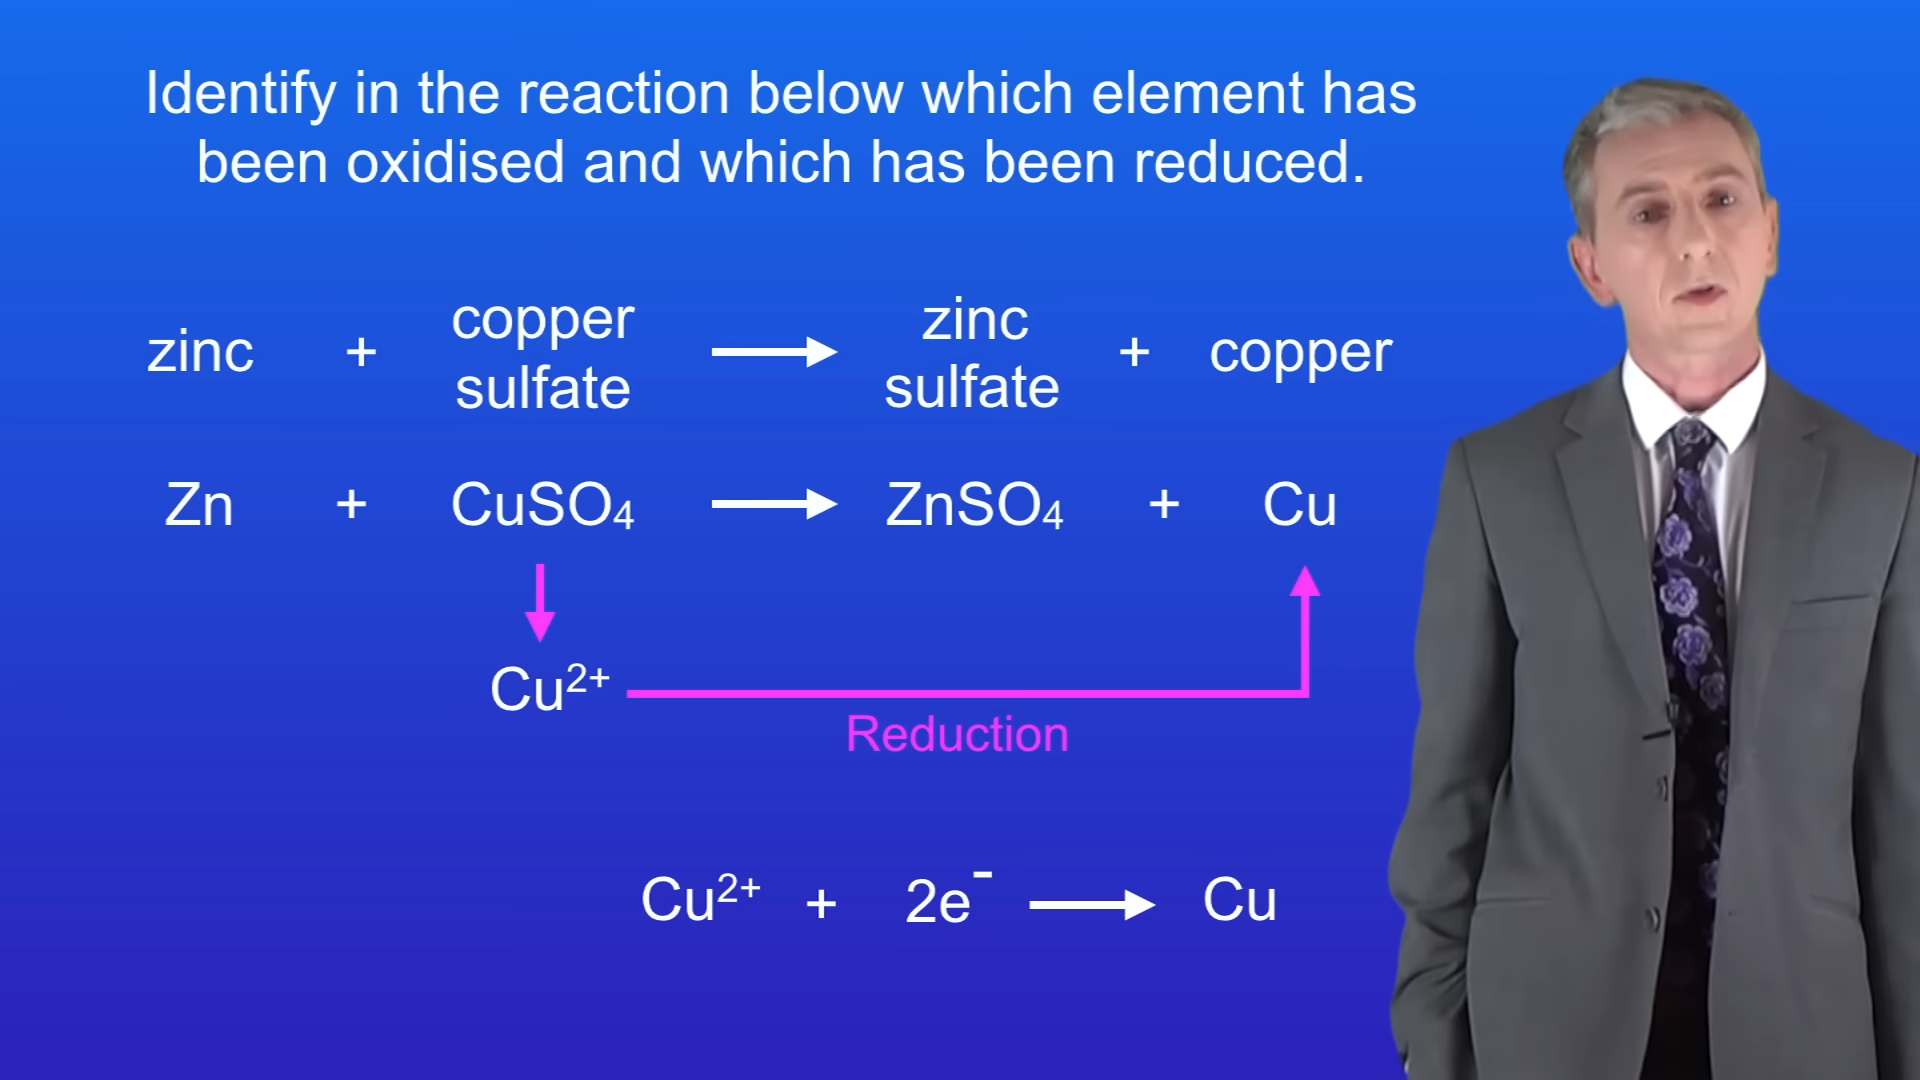 Identify in the reaction below which element has
been oxidised and which has been reduced.
zinc + copper sulfate → zinc sulfate + copper
Zn + CuSO₄ → ZnSO₄ + Cu
Cu²⁺
Reduction
Cu²⁺ + 2e⁻ → Cu